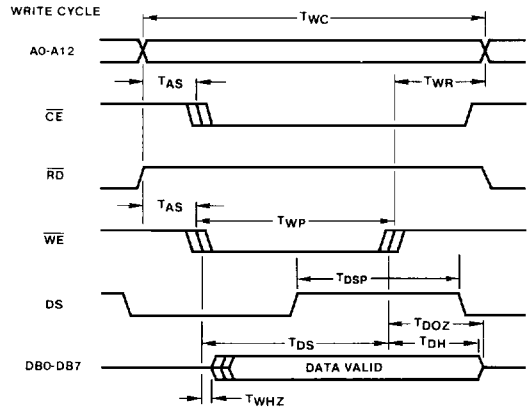 WRITE CYCLE
TWC
A0-A12
TAS
TWR
CE
RD
TAS
TWP
WE
TDSP
DS
TDOZ
TDS
TDH
DB0-DB7
DATA VALID
TWHZ